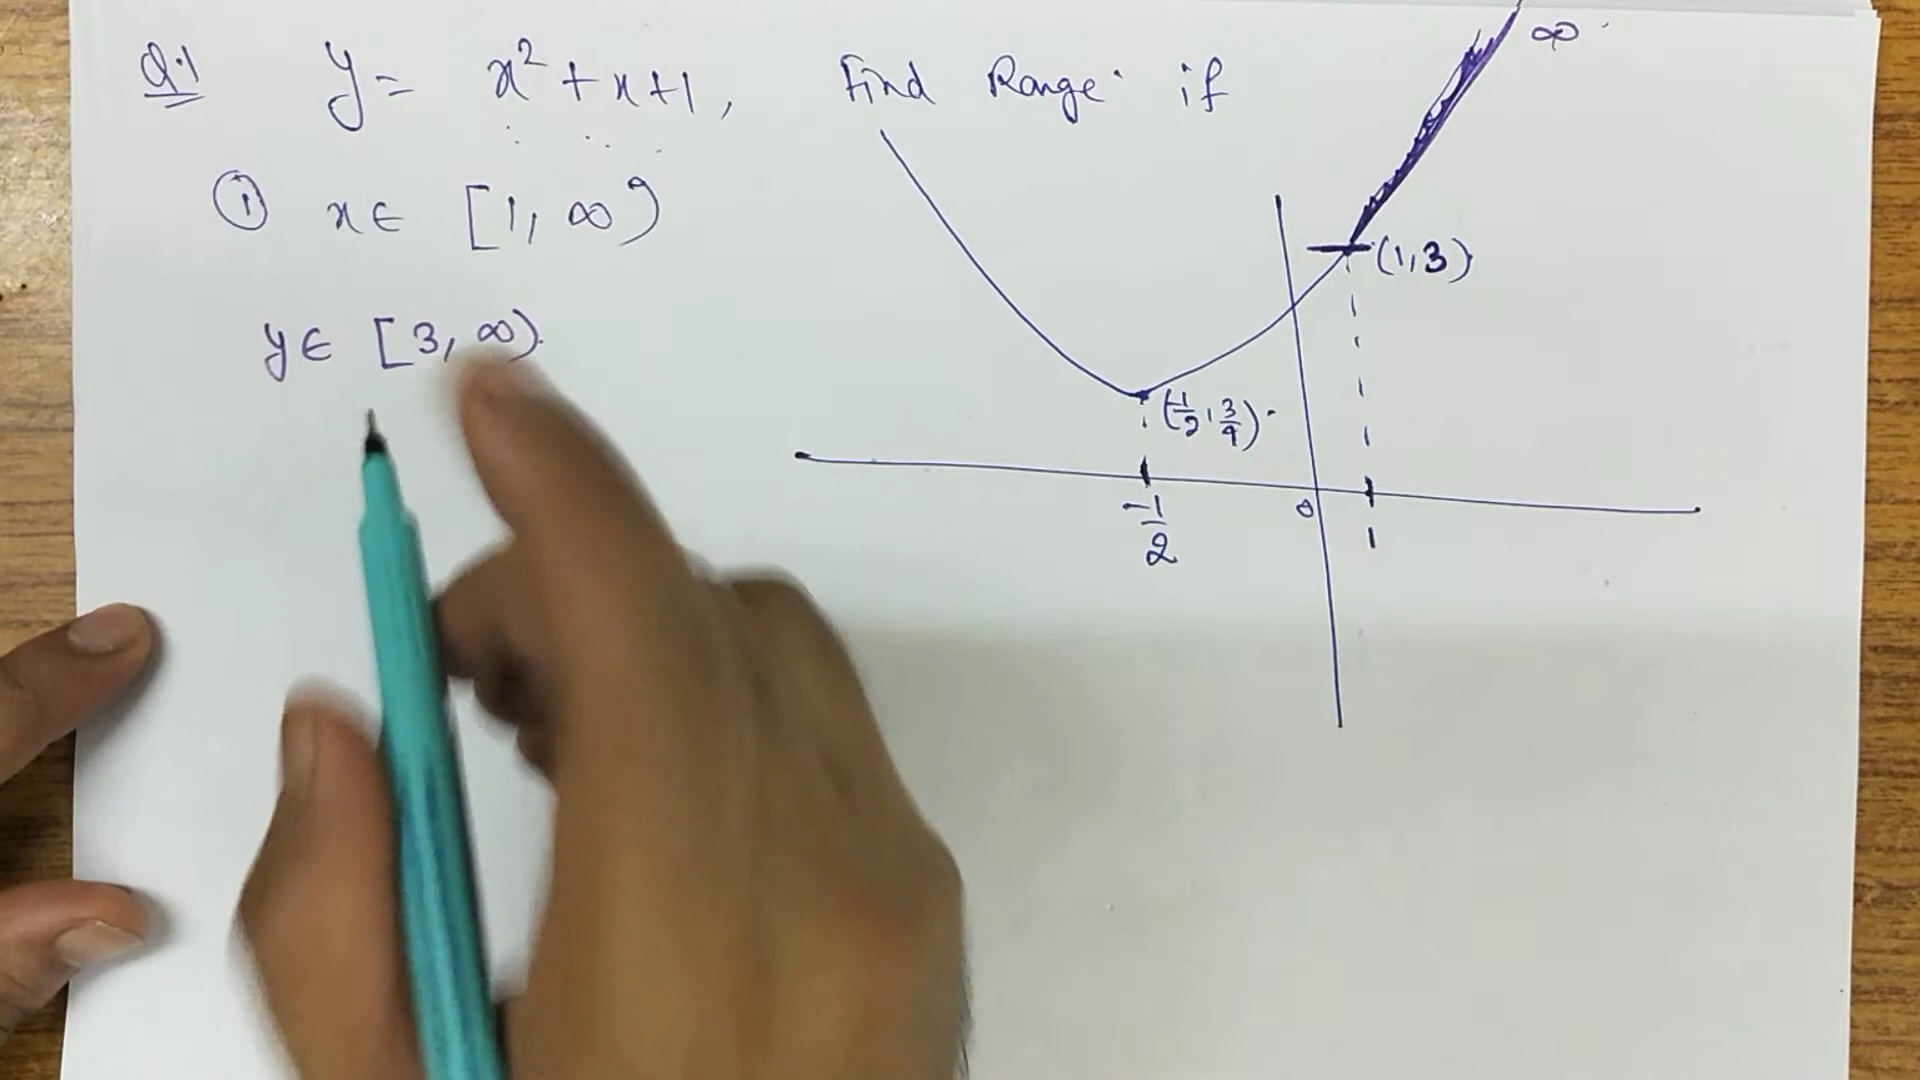 Q.1 y = x² + x + 1, Find Range if
① x ∈ [1, ∞)
y ∈ [3, ∞).
∞
(1, 3)
(-1/2, 3/4)
-1/2
0
1